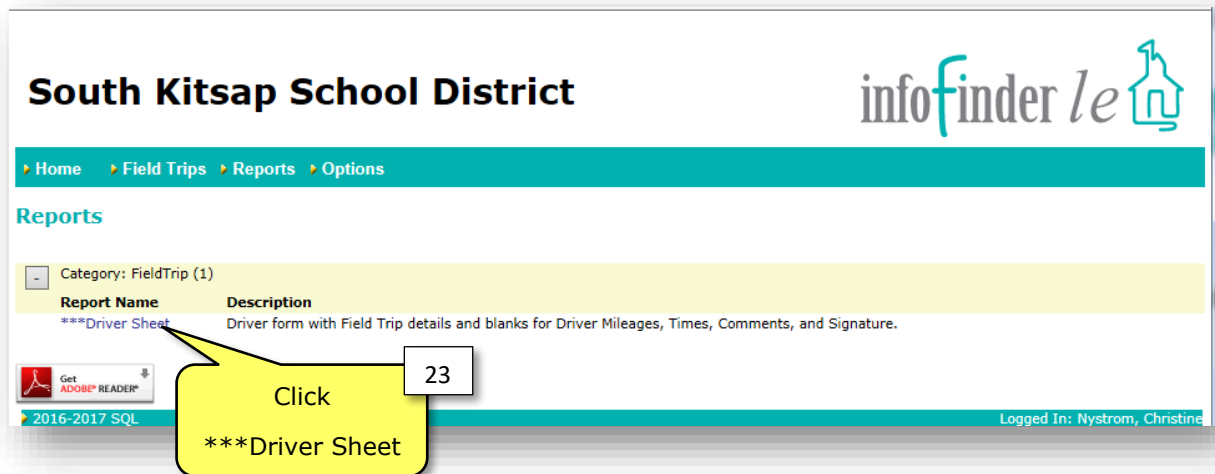 South Kitsap School District
infofinder le
Home Field Trips Reports Options
Reports
- Category: FieldTrip (1)
Report Name Description
***Driver Sheet Driver form with Field Trip details and blanks for Driver Mileages, Times, Comments, and Signature.
23
Get
ADOBE® READER®
Click
***Driver Sheet
2016-2017 SQL Logged In: Nystrom, Christine